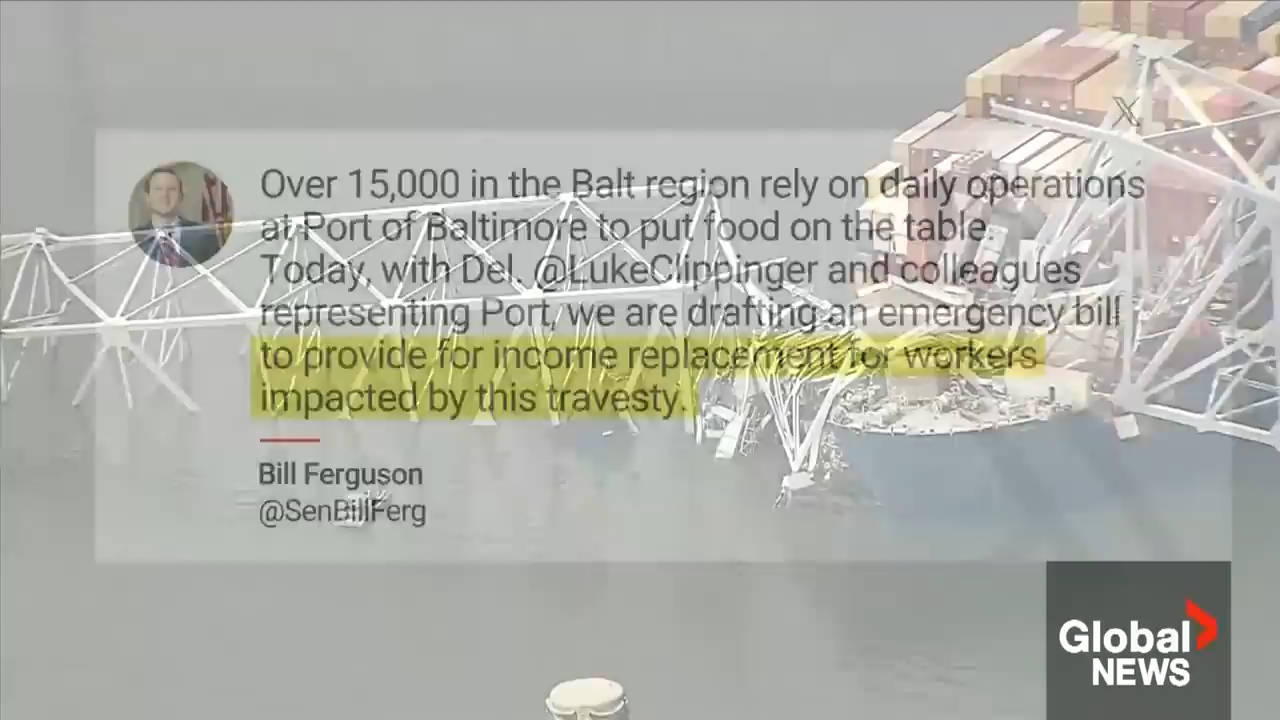 Over 15,000 in the Balt region rely on daily operations
at Port of Baltimore to put food on the table.
Today, with Del. @LukeClippinger and colleagues
representing Port, we are drafting an emergency bill
to provide for income replacement for workers
impacted by this travesty.
Bill Ferguson
@SenBillFerg
Global
NEWS